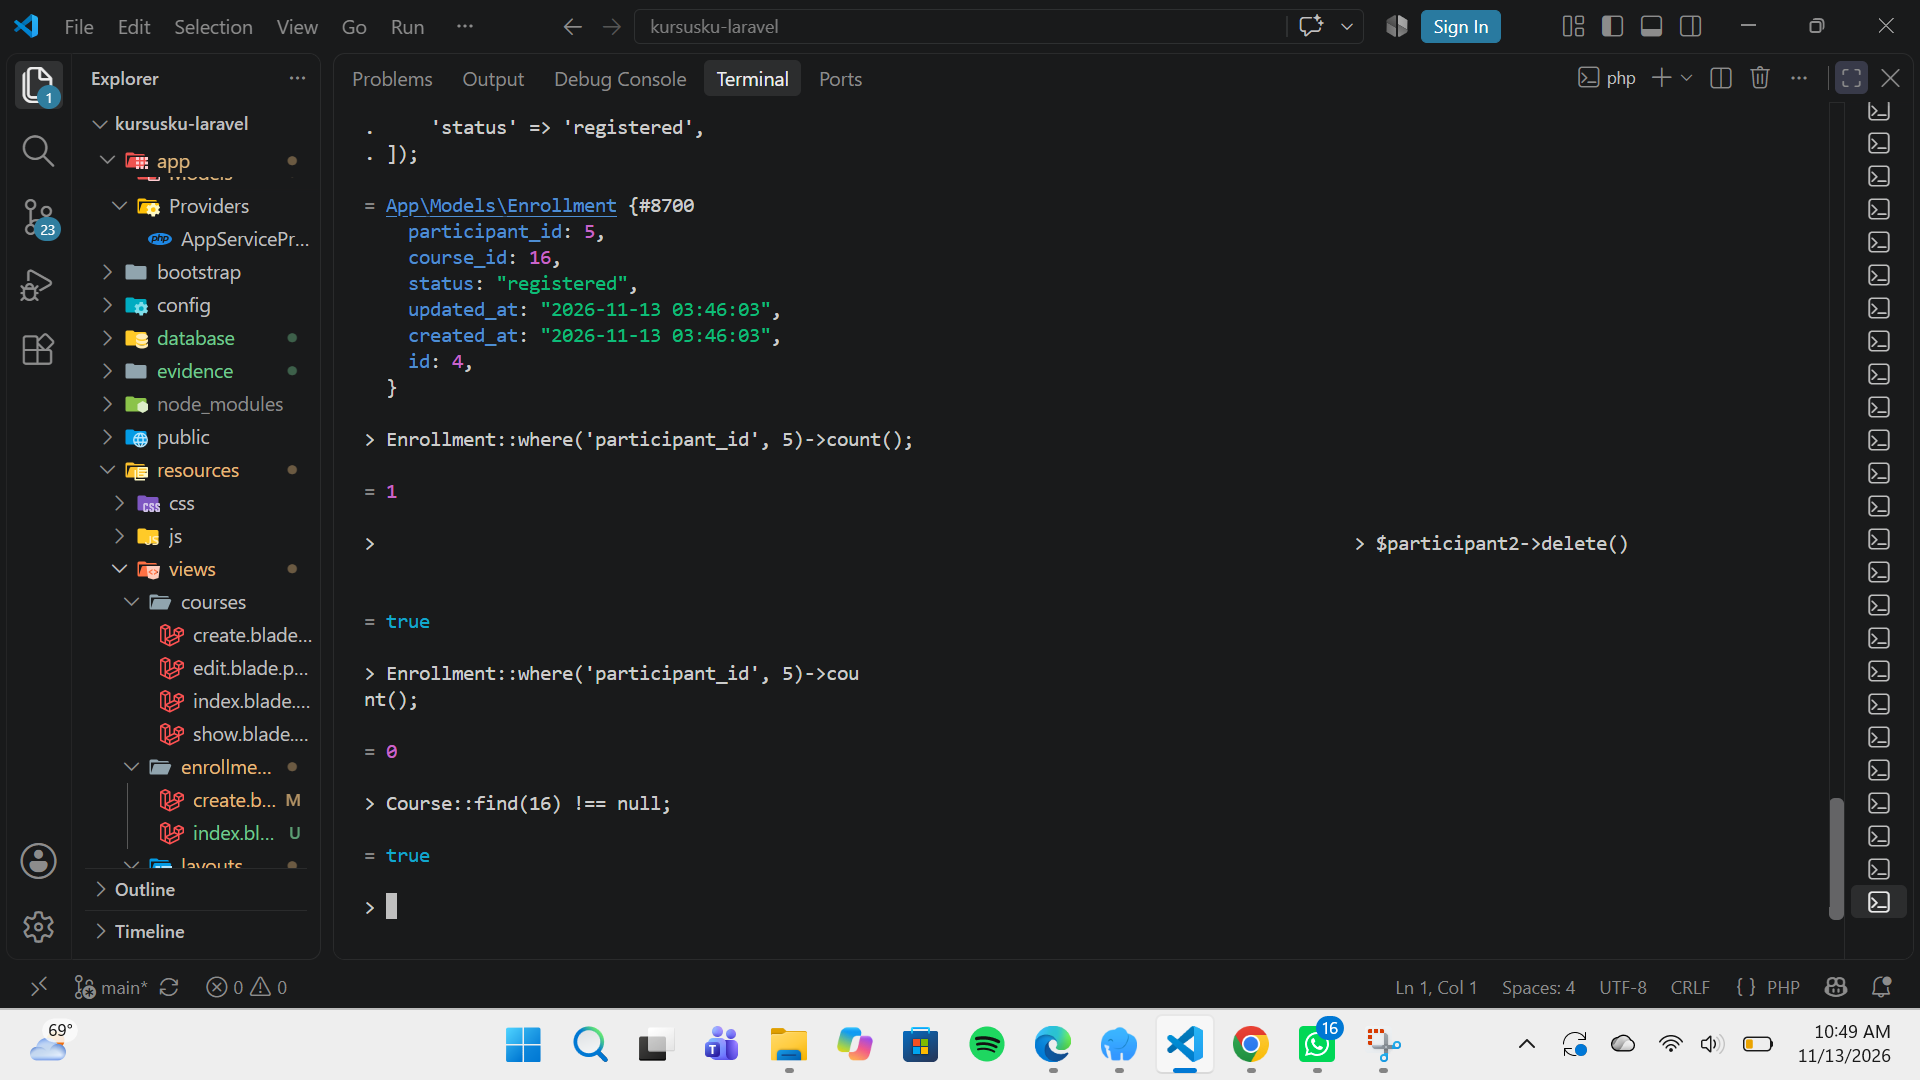 File Edit Selection View Go Run ···
kursusku-laravel
Sign In
Explorer ···
1
kursusku-laravel
app
Models
Providers
php AppServicePr...
bootstrap
config
database
evidence
node_modules
public
resources
css
js
views
courses
create.blade...
edit.blade.p...
index.blade....
show.blade....
enrollme...
create.b... M
index.bl... U
layouts
Outline
Timeline
23
Problems Output Debug Console Terminal Ports
php
.     'status' => 'registered',
. ]);
= App\Models\Enrollment {#8700
participant_id: 5,
course_id: 16,
status: "registered",
updated_at: "2026-11-13 03:46:03",
created_at: "2026-11-13 03:46:03",
id: 4,
}
> Enrollment::where('participant_id', 5)->count();
= 1
> > $participant2->delete()
= true
> Enrollment::where('participant_id', 5)->cou
nt();
= 0
> Course::find(16) !== null;
= true
>
main* 0 0
Ln 1, Col 1 Spaces: 4 UTF-8 CRLF { } PHP
69°
16
10:49 AM
11/13/2026